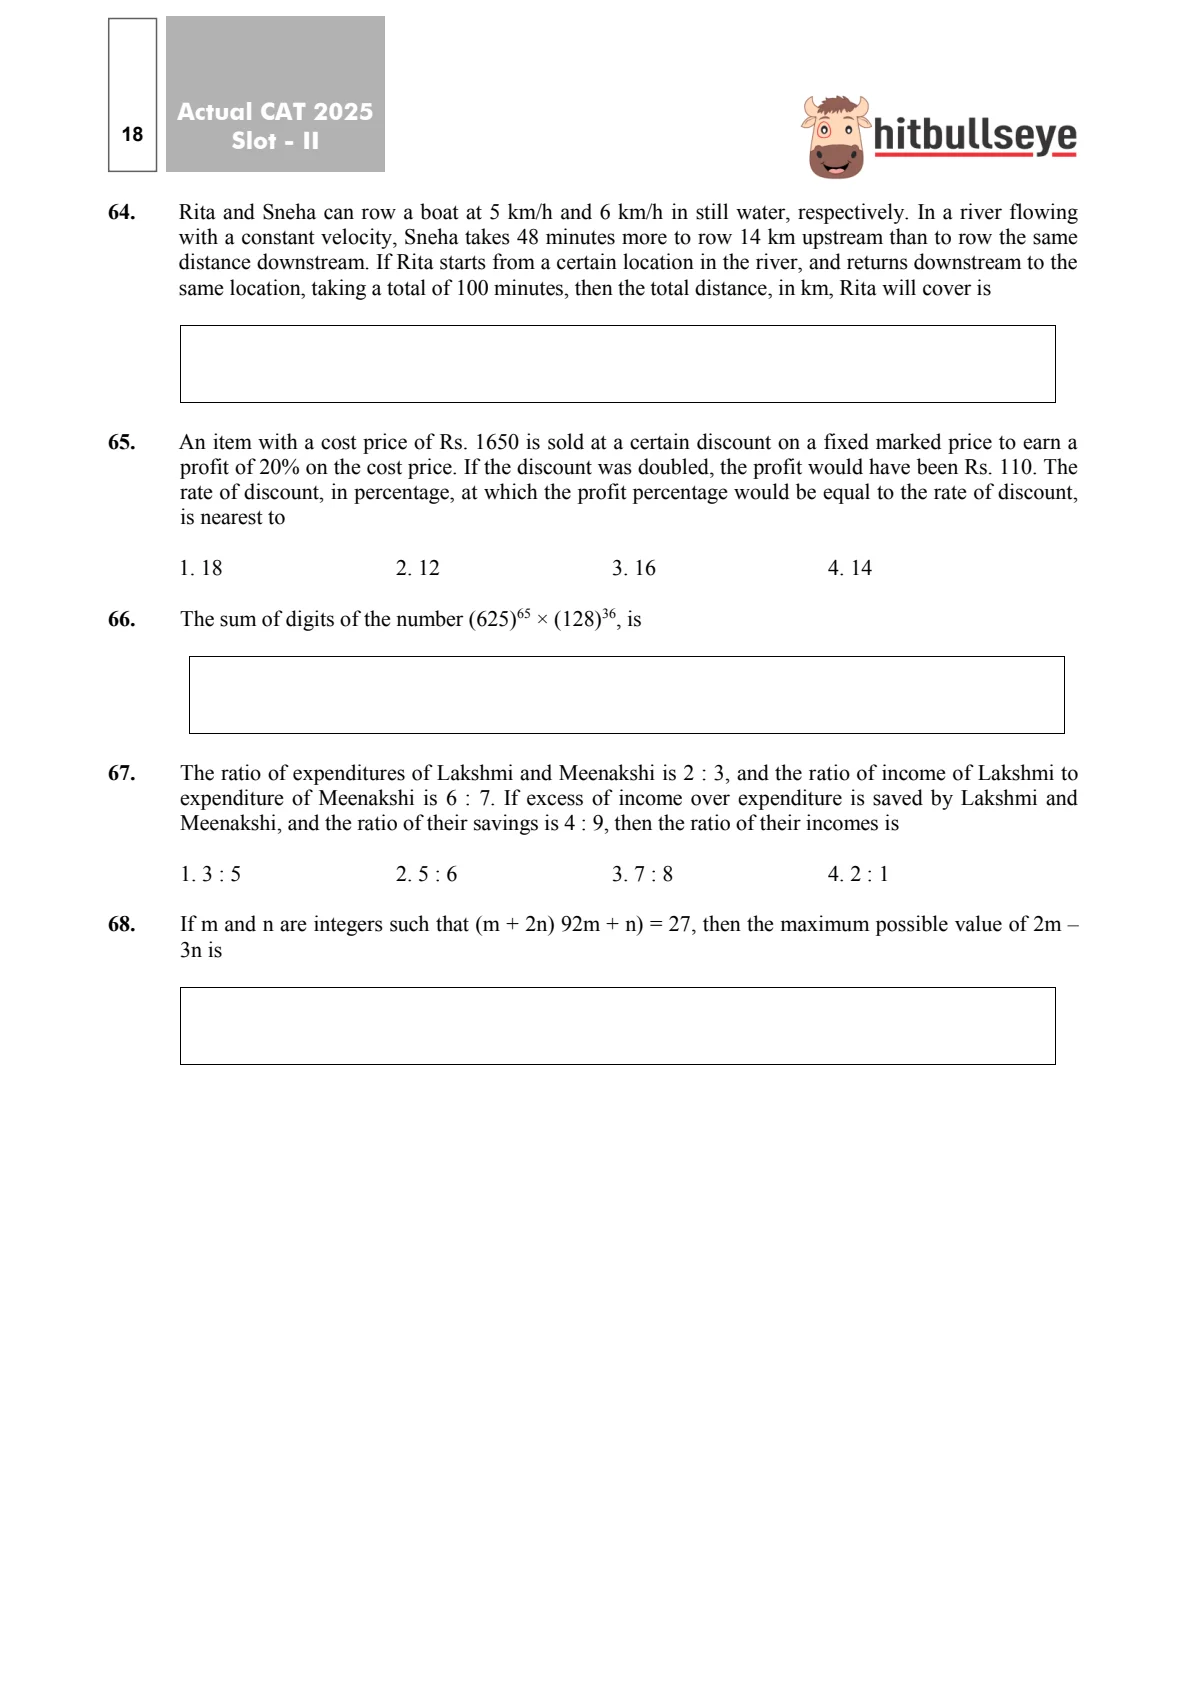 18
Actual CAT 2025
Slot - II
hitbullseye
64. Rita and Sneha can row a boat at 5 km/h and 6 km/h in still water, respectively. In a river flowing
with a constant velocity, Sneha takes 48 minutes more to row 14 km upstream than to row the same
distance downstream. If Rita starts from a certain location in the river, and returns downstream to the
same location, taking a total of 100 minutes, then the total distance, in km, Rita will cover is
65. An item with a cost price of Rs. 1650 is sold at a certain discount on a fixed marked price to earn a
profit of 20% on the cost price. If the discount was doubled, the profit would have been Rs. 110. The
rate of discount, in percentage, at which the profit percentage would be equal to the rate of discount,
is nearest to
1. 18 2. 12 3. 16 4. 14
66. The sum of digits of the number (625)⁶⁵ × (128)³⁶, is
67. The ratio of expenditures of Lakshmi and Meenakshi is 2 : 3, and the ratio of income of Lakshmi to
expenditure of Meenakshi is 6 : 7. If excess of income over expenditure is saved by Lakshmi and
Meenakshi, and the ratio of their savings is 4 : 9, then the ratio of their incomes is
1. 3 : 5 2. 5 : 6 3. 7 : 8 4. 2 : 1
68. If m and n are integers such that (m + 2n) 92m + n) = 27, then the maximum possible value of 2m –
3n is